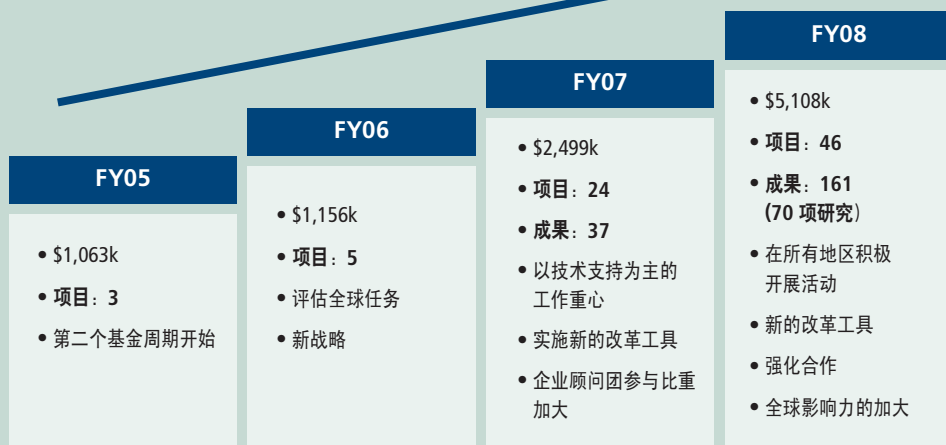 FY05
• $1,063k
• 项目：3
• 第二个基金周期开始
FY06
• $1,156k
• 项目：5
• 评估全球任务
• 新战略
FY07
• $2,499k
• 项目：24
• 成果：37
• 以技术支持为主的
工作重心
• 实施新的改革工具
• 企业顾问团参与比重
加大
FY08
• $5,108k
• 项目：46
• 成果：161
(70 项研究)
• 在所有地区积极
开展活动
• 新的改革工具
• 强化合作
• 全球影响力的加大